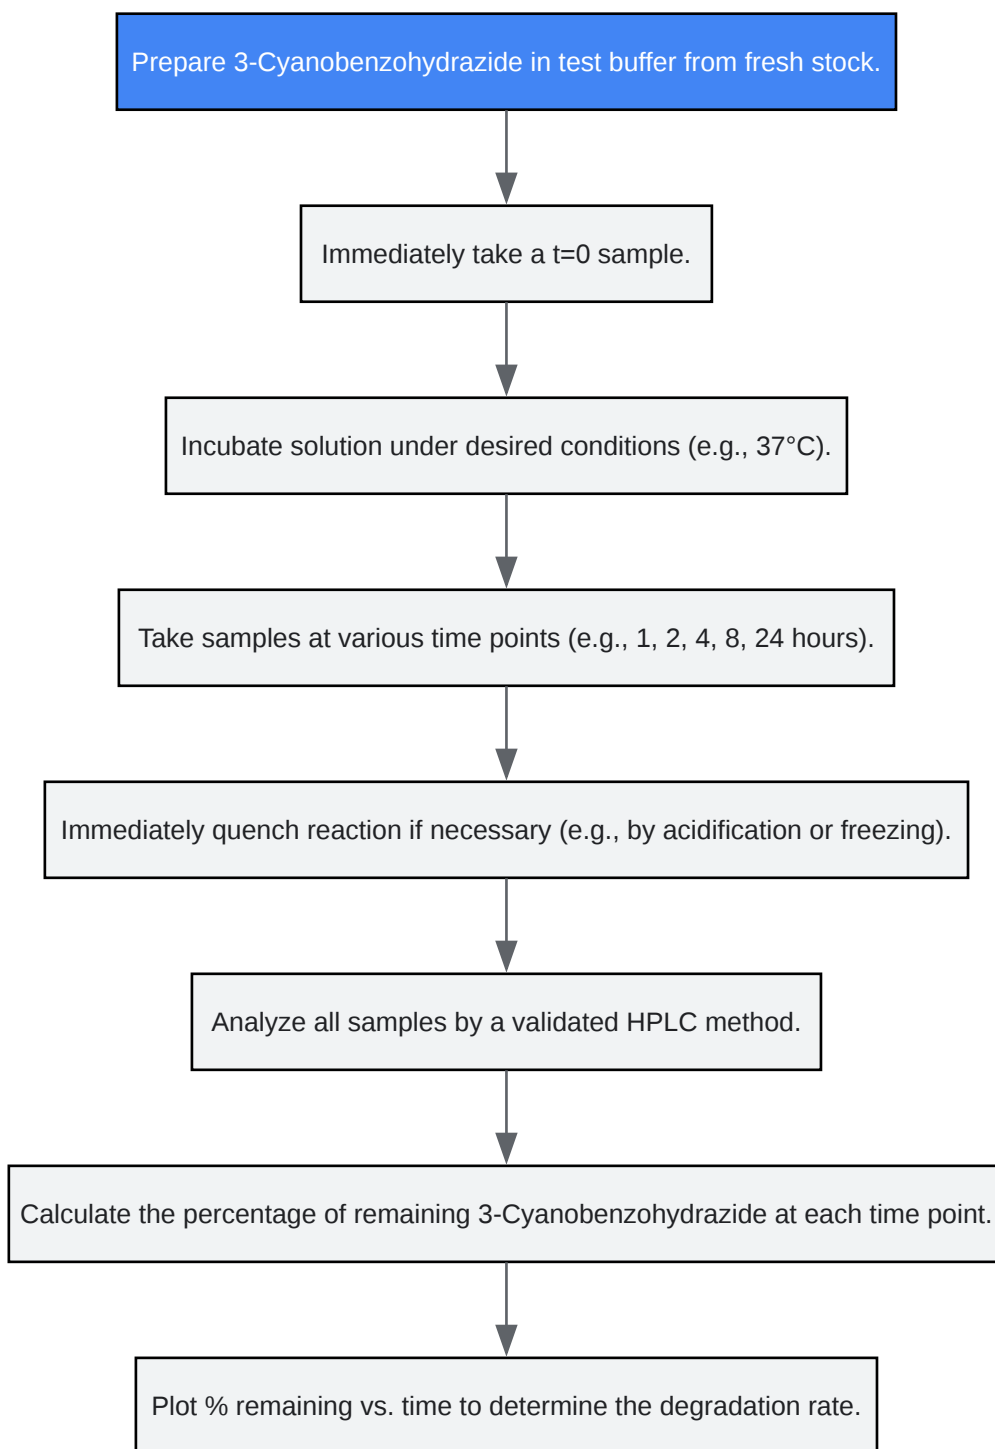 Prepare 3-Cyanobenzohydrazide in test buffer from fresh stock.
Immediately take a t=0 sample.
Incubate solution under desired conditions (e.g., 37°C).
Take samples at various time points (e.g., 1, 2, 4, 8, 24 hours).
Immediately quench reaction if necessary (e.g., by acidification or freezing).
Analyze all samples by a validated HPLC method.
Calculate the percentage of remaining 3-Cyanobenzohydrazide at each time point.
Plot % remaining vs. time to determine the degradation rate.